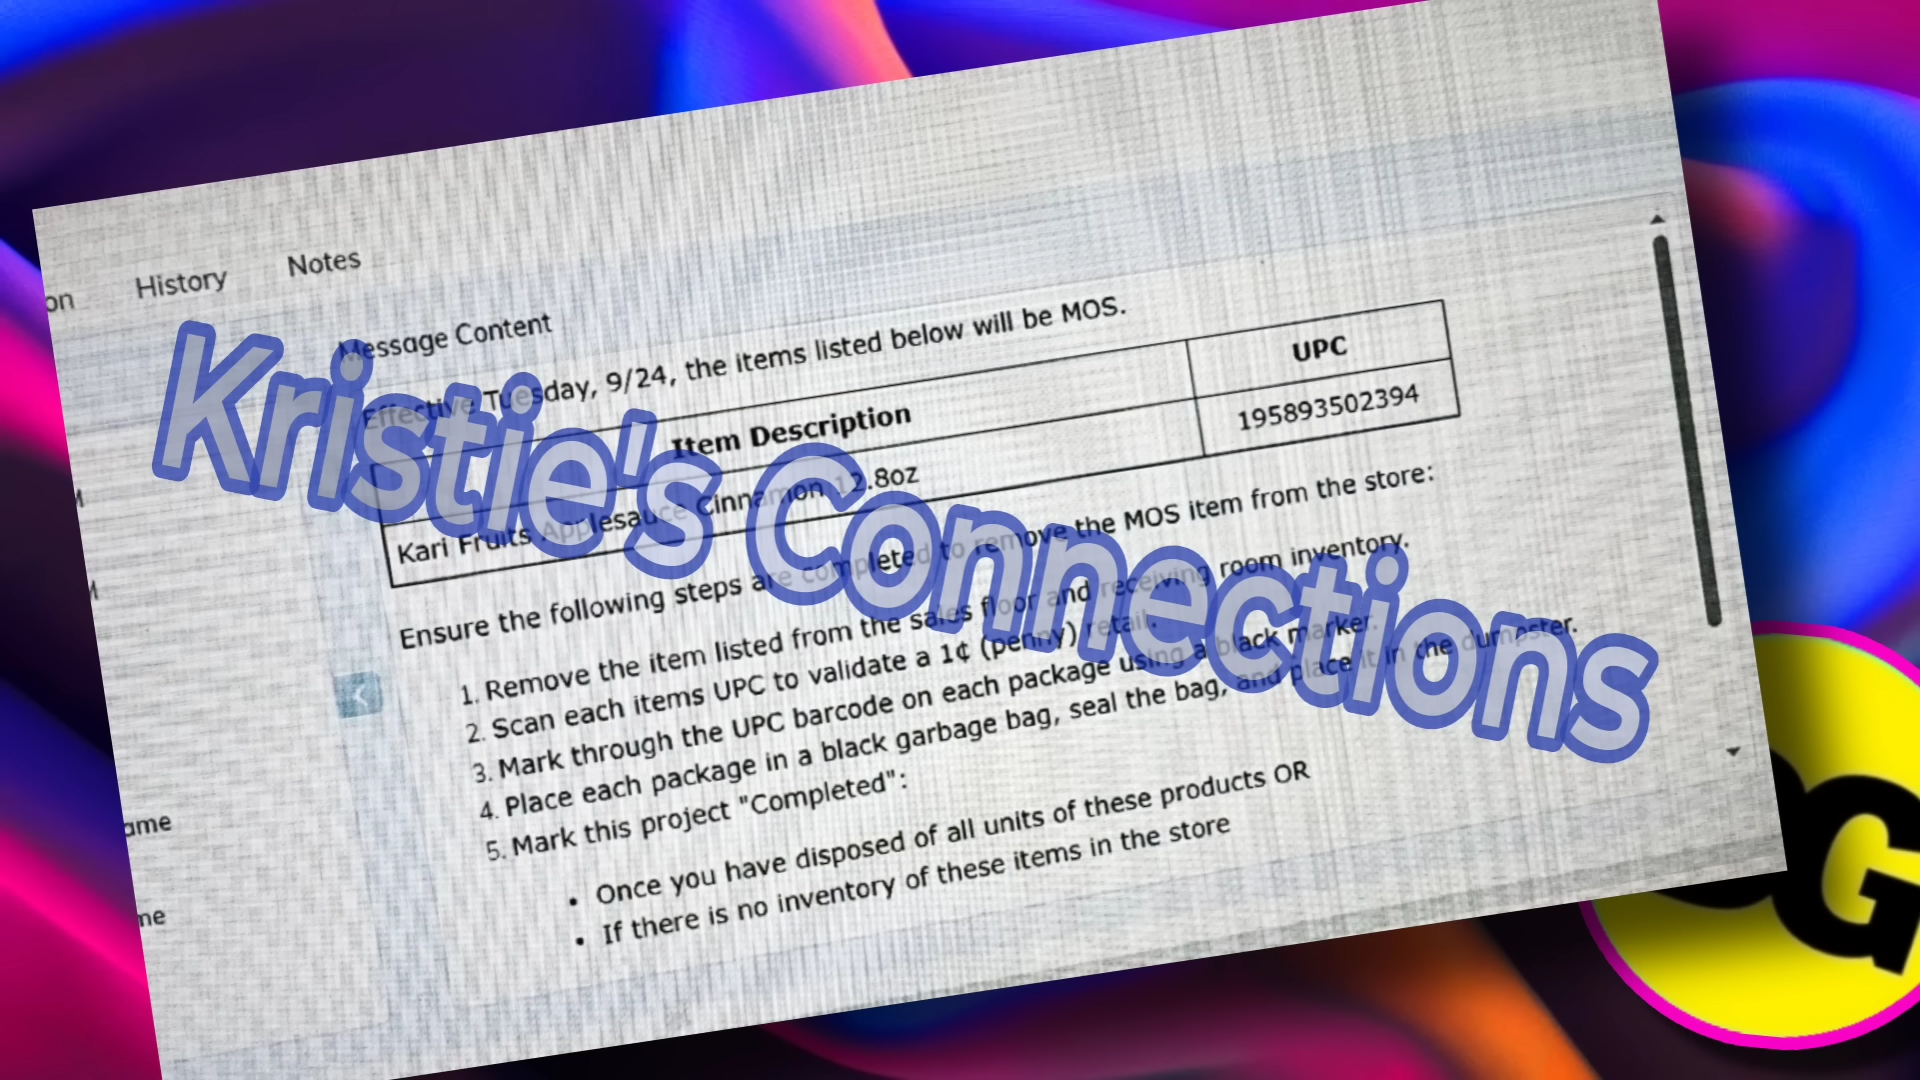 on History Notes
Message Content
Effective Tuesday, 9/24, the items listed below will be MOS.
Item Description UPC
Kari Fruits Applesauce Cinnamon 12.8oz 195893502394
Ensure the following steps are completed to remove the MOS item from the store:
1. Remove the item listed from the sales floor and receiving room inventory.
2. Scan each items UPC to validate a 1¢ (penny) retail.
3. Mark through the UPC barcode on each package using a black marker.
4. Place each package in a black garbage bag, seal the bag, and place it in the dumpster.
5. Mark this project "Completed":
• Once you have disposed of all units of these products OR
• If there is no inventory of these items in the store
ame
me
Kristie's Connections
G